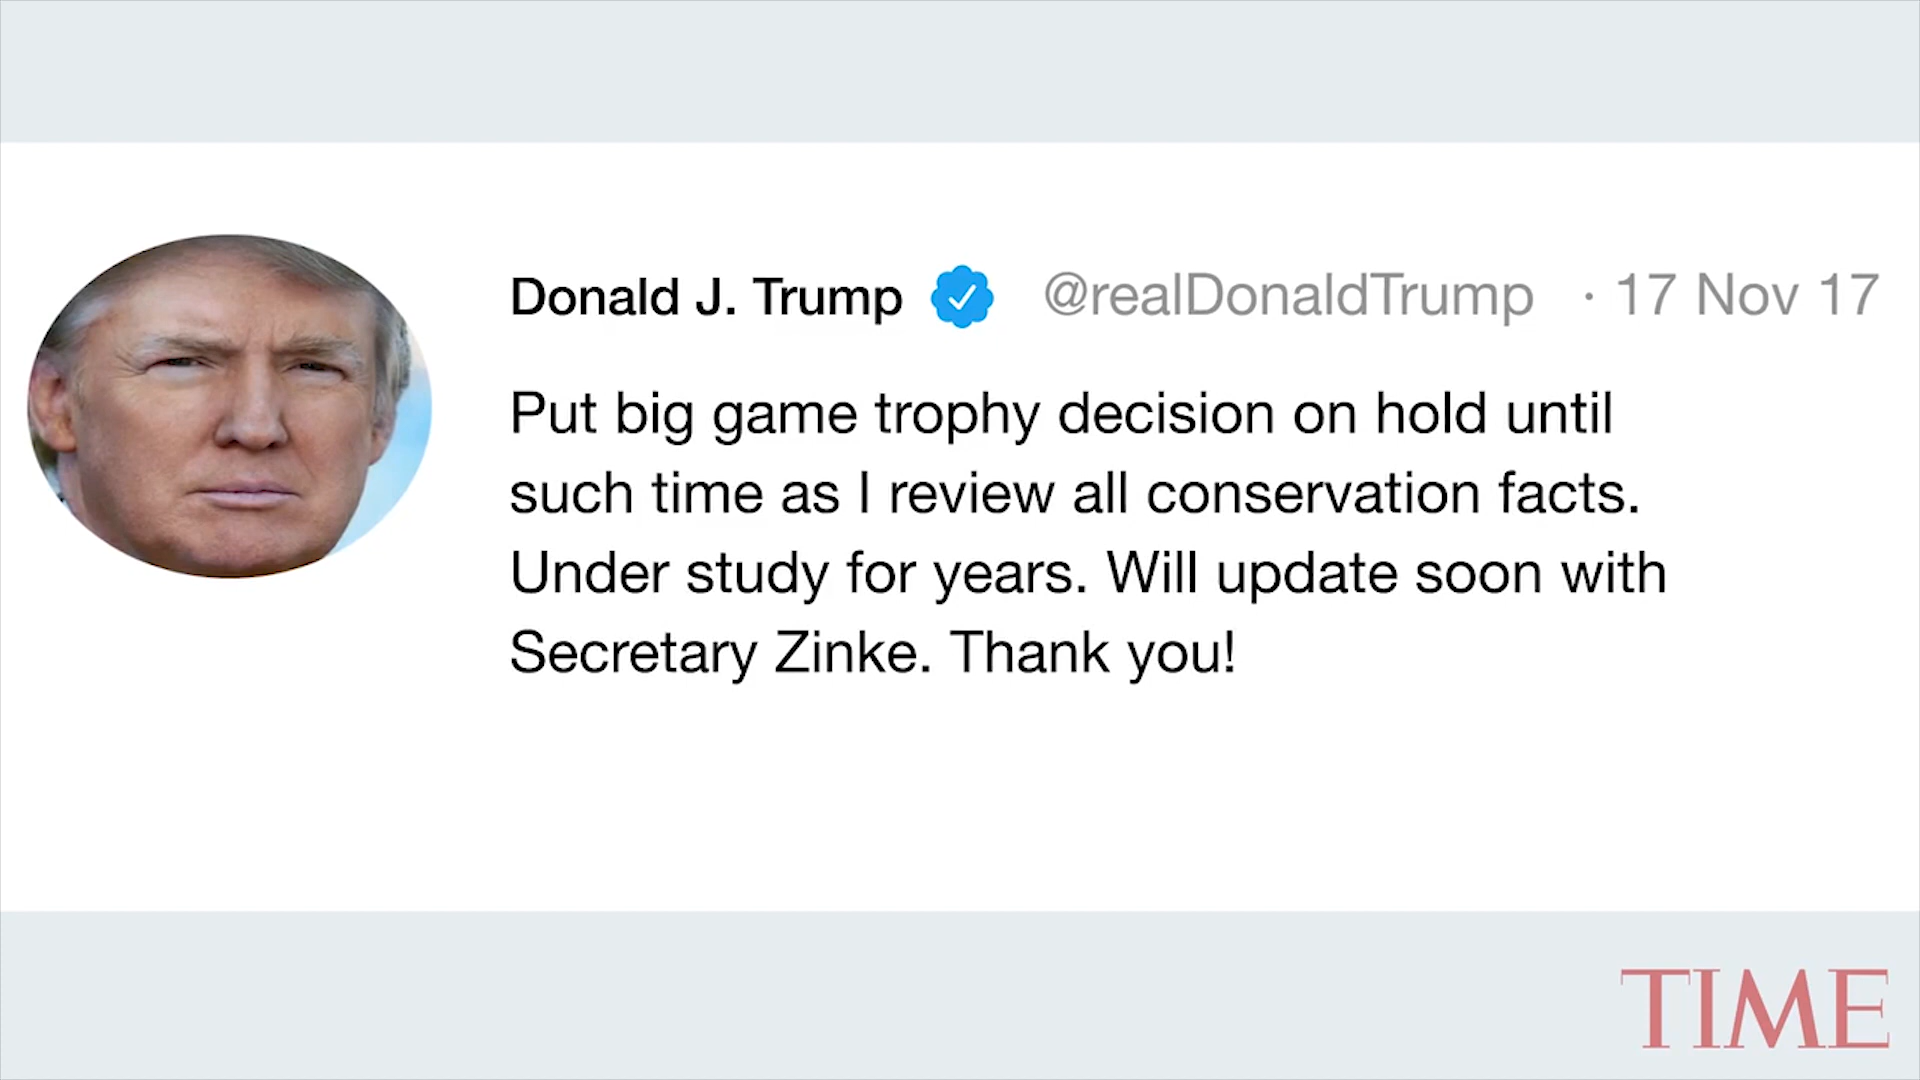 Donald J. Trump @realDonaldTrump · 17 Nov 17
Put big game trophy decision on hold until
such time as I review all conservation facts.
Under study for years. Will update soon with
Secretary Zinke. Thank you!
TIME